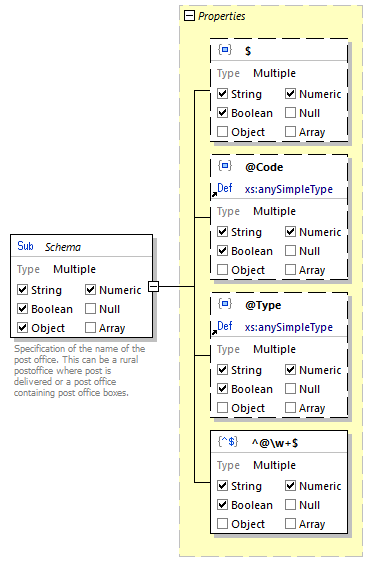 Properties
$
Type Multiple
String Numeric
Boolean Null
Object Array
@Code
Def xs:anySimpleType
Type Multiple
String Numeric
Boolean Null
Object Array
Sub Schema
Type Multiple
String Numeric
Boolean Null
Object Array
Specification of the name of the
post office. This can be a rural
postoffice where post is
delivered or a post office
containing post office boxes.
@Type
Def xs:anySimpleType
Type Multiple
String Numeric
Boolean Null
Object Array
{^$} ^@\w+$
Type Multiple
String Numeric
Boolean Null
Object Array